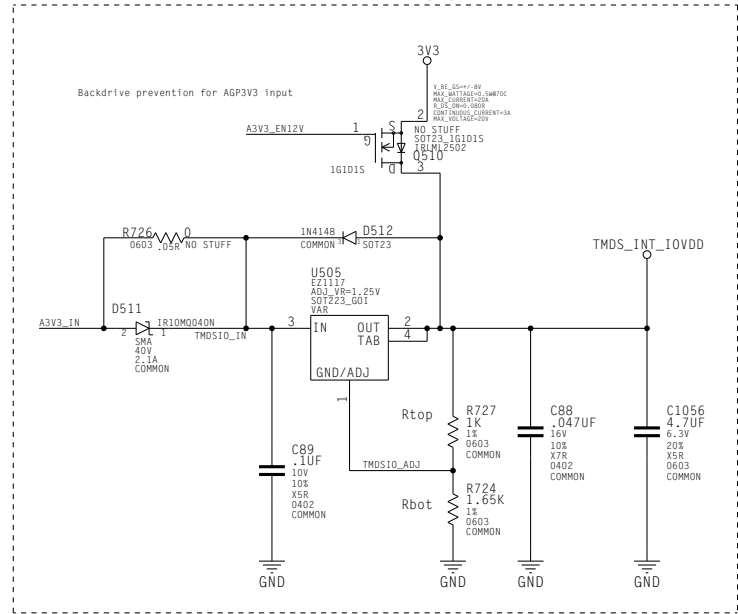 3V3
V_BE_GS=+/-8V
Backdrive prevention for AGP3V3 input
MAX_WATTAGE=0.5W@70C
MAX_CURRENT=20A
R_DS_ON=0.080R
CONTINUOUS_CURRENT=3A
MAX_VOLTAGE=20V
2
A3V3_EN12V
1
G
S
D
NO STUFF
SOT23_1G1D1S
IRLML2502
Q510
3
1G1D1S
R726
0
0603
.05R
NO STUFF
1N4148
COMMON
3
1
D512
SOT23
TMDS_INT_IOVDD
U505
EZ1117
ADJ_VR=1.25V
SOT223_GOI
VAR
D511
A3V3_IN
2
1
IR10MQ040N
SMA
40V
2.1A
COMMON
TMDSIO_IN
3
IN
OUT
TAB
2
4
GND/ADJ
1
Rtop
R727
1K
1%
0603
COMMON
C88
.047UF
16V
10%
X7R
0402
COMMON
C1056
4.7UF
6.3V
20%
X5R
0603
COMMON
C89
.1UF
10V
10%
X5R
0402
COMMON
TMDSIO_ADJ
Rbot
R724
1.65K
1%
0603
COMMON
GND
GND
GND
GND